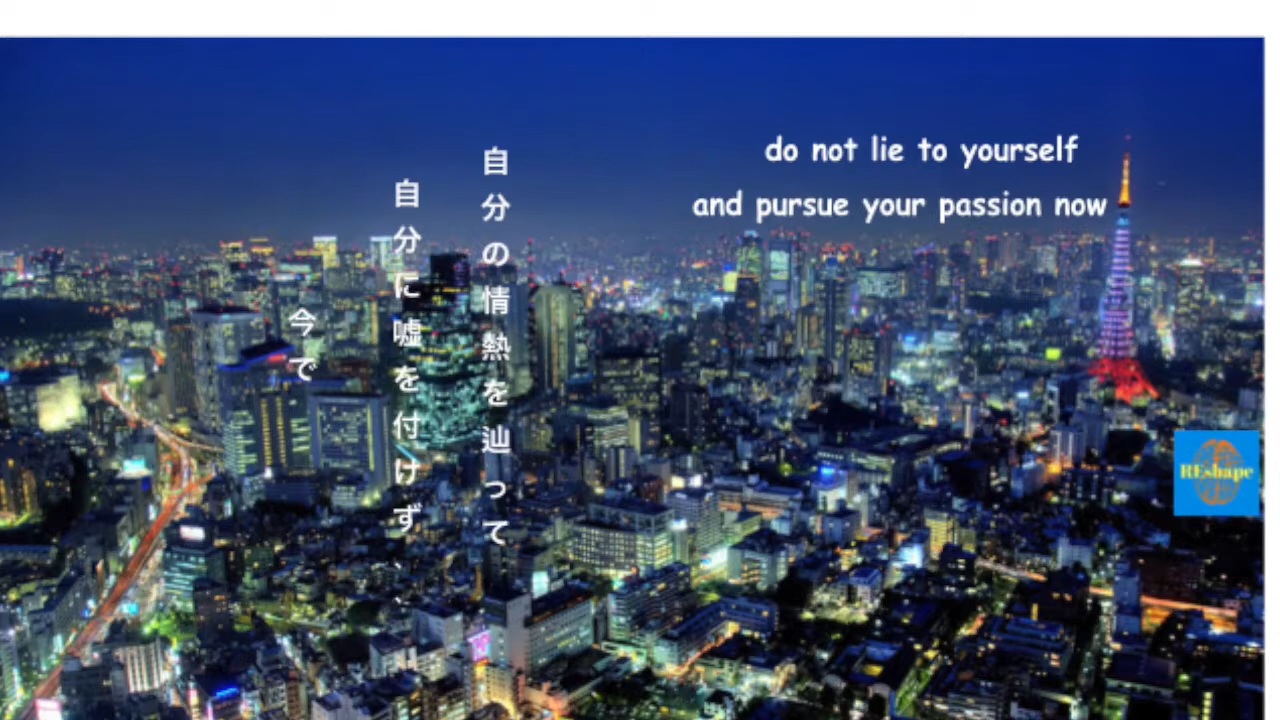 自分の情熱を辿って
自分に嘘を付けず、
今で
do not lie to yourself
and pursue your passion now
REshape